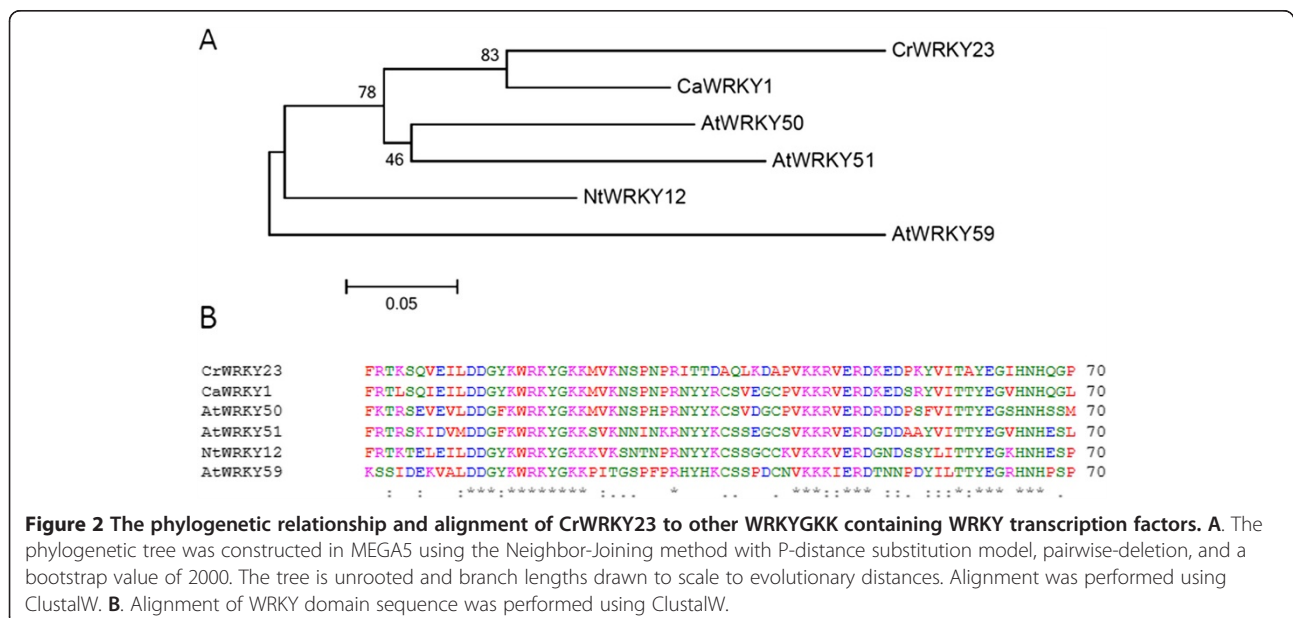 A
CrWRKY23
83
CaWRKY1
78
AtWRKY50
46
AtWRKY51
NtWRKY12
AtWRKY59
0.05
B
CrWRKY23 FRTKSQVEILDDGYKWRKYGKKMVKNSPNPRITTDAQLKDAPVKKRVERDKEDPKYVITAYEGIHNHQGP 70
CaWRKY1 FRTLSQIEILDDGYKWRKYGKKMVKNSPNPRNYYRCSVEGCPVKKRVERDKEDSRYVITTYEGVHNHQGL 70
AtWRKY50 FKTRSEVEVLDDGFKWRKYGKKMVKNSPHPRNYYKCSVDGCPVKKRVERDRDDPSFVITTYEGSHNHSSM 70
AtWRKY51 FRTRSKIDVMDDGFKWRKYGKKSVKNNINKRNYYKCSSEGCSVKKRVERDGDDAAYVITTYEGVHNHESL 70
NtWRKY12 FRTKTELEILDDGYKWRKYGKKKVKSNTNPRNYYKCSSGGCKVKKKVERDGNDSSYLITTYEGKHNHESP 70
AtWRKY59 KSSIDEKVALDDGYKWRKYGKKPITGSPFPRHYHKCSSPDCNVKKKIERDTNNPDYILTTYEGRHNHPSP 70
: : :***:******** :... * .. . ***::*** ::. :::*:*** *** .
Figure 2 The phylogenetic relationship and alignment of CrWRKY23 to other WRKYGKK containing WRKY transcription factors. A. The
phylogenetic tree was constructed in MEGA5 using the Neighbor-Joining method with P-distance substitution model, pairwise-deletion, and a
bootstrap value of 2000. The tree is unrooted and branch lengths drawn to scale to evolutionary distances. Alignment was performed using
ClustalW. B. Alignment of WRKY domain sequence was performed using ClustalW.